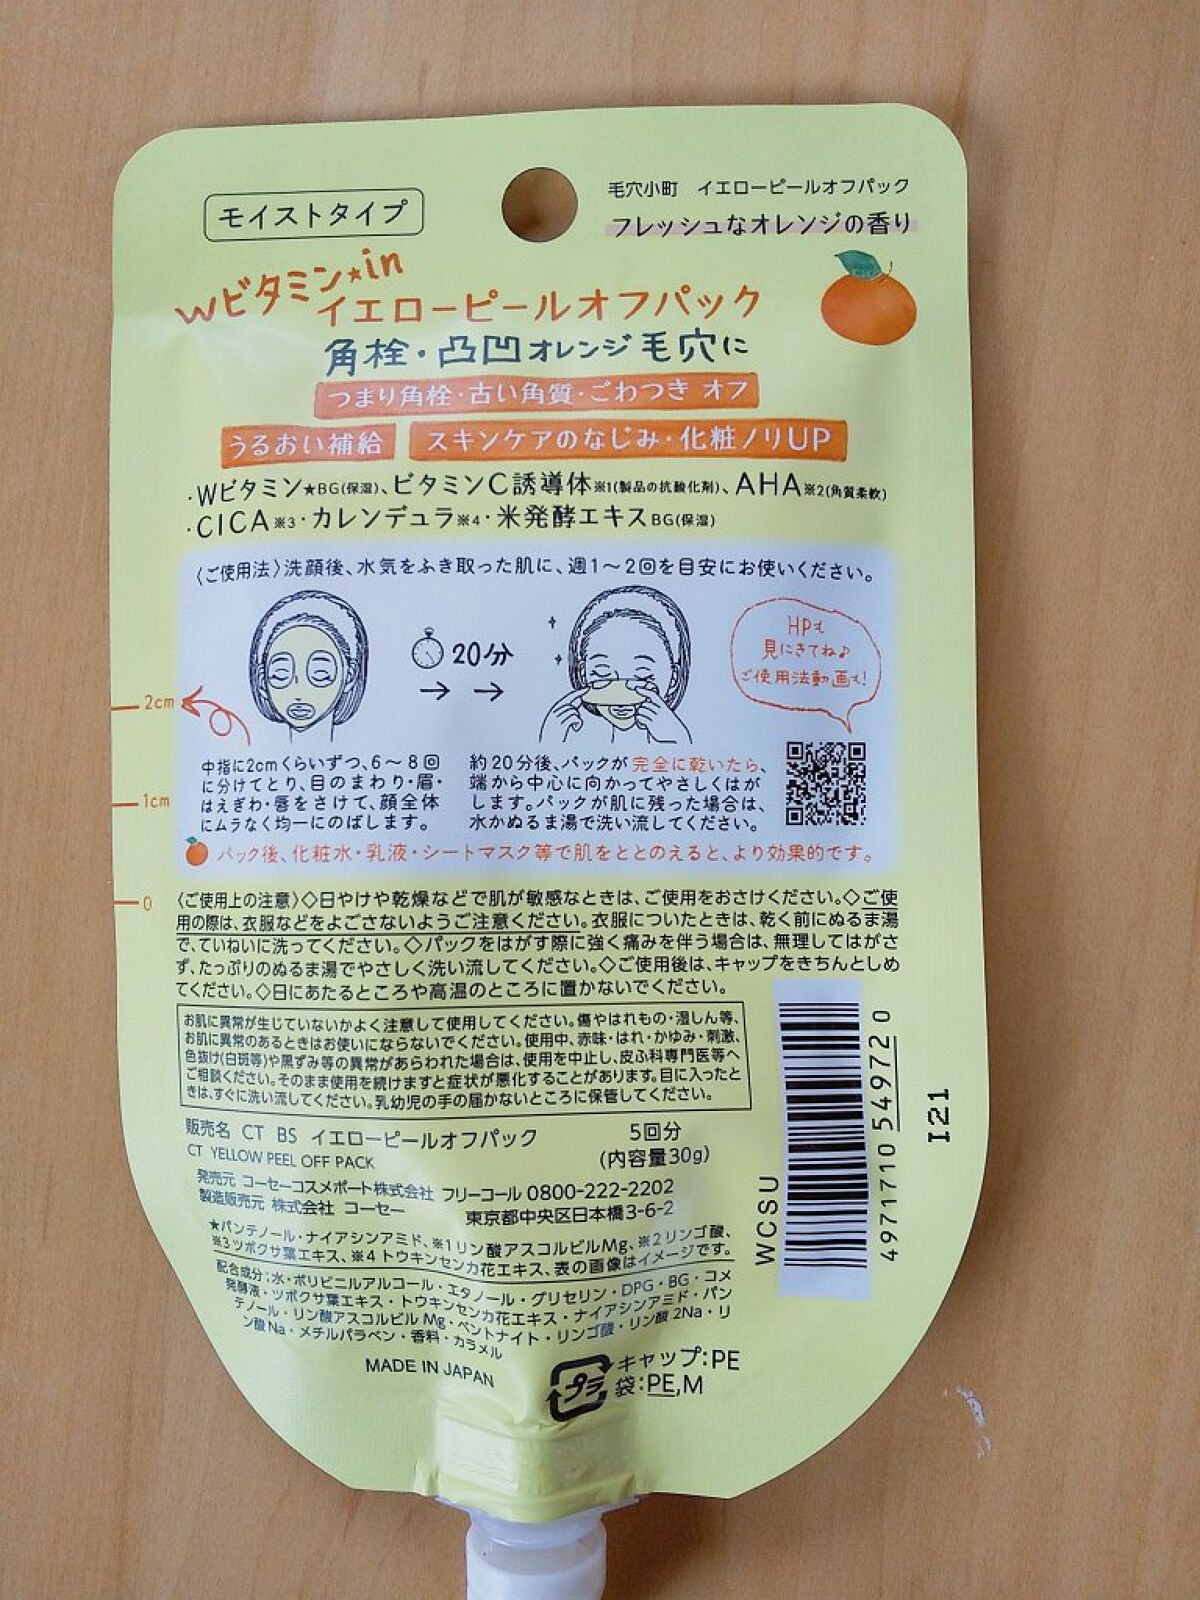 毛穴小町 イエローピールオフパック
モイストタイプ
フレッシュなオレンジの香り
Wビタミン★in
イエローピールオフパック
角栓・凸凹オレンジ毛穴に
つまり角栓・古い角質・ごわつき オフ
うるおい補給 スキンケアのなじみ・化粧ノリUP
・Wビタミン★BG(保湿)、ビタミンC誘導体※1(製品の抗酸化剤)、AHA※2(角質柔軟)
・CICA※3・カレンデュラ※4・米発酵エキスBG(保湿)
〈ご使用法〉洗顔後、水気をふき取った肌に、週1〜2回を目安にお使いください。
20分
HPも
見にきてね♪
ご使用法動画も!
2cm
1cm
0
中指に2cmくらいずつ、6〜8回
に分けてとり、目のまわり・眉・
はえぎわ・唇をさけて、顔全体
にムラなく均一にのばします。
約20分後、パックが完全に乾いたら、
端から中心に向かってやさしくはが
します。パックが肌に残った場合は、
水かぬるま湯で洗い流してください。
パック後、化粧水・乳液・シートマスク等で肌をととのえると、より効果的です。
〈ご使用上の注意〉◇日やけや乾燥などで肌が敏感なときは、ご使用をおさけください。◇ご使
用の際は、衣服などをよごさないようご注意ください。衣服についたときは、乾く前にぬるま湯
で、ていねいに洗ってください。◇パックをはがす際に強く痛みを伴う場合は、無理してはがさ
ず、たっぷりのぬるま湯でやさしく洗い流してください。◇ご使用後は、キャップをきちんとしめ
てください。◇日にあたるところや高温のところに置かないでください。
お肌に異常が生じていないかよく注意して使用してください。傷やはれもの・湿しん等、
お肌に異常のあるときはお使いにならないでください。使用中、赤味・はれ・かゆみ・刺激、
色抜け(白斑等)や黒ずみ等の異常があらわれた場合は、使用を中止し、皮ふ科専門医等へ
ご相談ください。そのまま使用を続けますと症状が悪化することがあります。目に入ったと
きは、すぐに洗い流してください。乳幼児の手の届かないところに保管してください。
販売名 CT BS イエローピールオフパック 5回分
CT YELLOW PEEL OFF PACK (内容量30g)
発売元 コーセーコスメポート株式会社 フリーコール 0800-222-2202
製造販売元 株式会社 コーセー 東京都中央区日本橋3-6-2
★パンテノール・ナイアシンアミド、※1リン酸アスコルビルMg、※2リンゴ酸、
※3ツボクサ葉エキス、※4トウキンセンカ花エキス、表の画像はイメージです。
配合成分：水・ポリビニルアルコール・エタノール・グリセリン・DPG・BG・コメ
発酵液・ツボクサ葉エキス・トウキンセンカ花エキス・ナイアシンアミド・パン
テノール・リン酸アスコルビルMg・ベントナイト・リンゴ酸・リン酸2Na・リ
ン酸Na・メチルパラベン・香料・カラメル
MADE IN JAPAN
プラ
キャップ:PE
袋:PE,M
WCSU
4971710 549720
I21